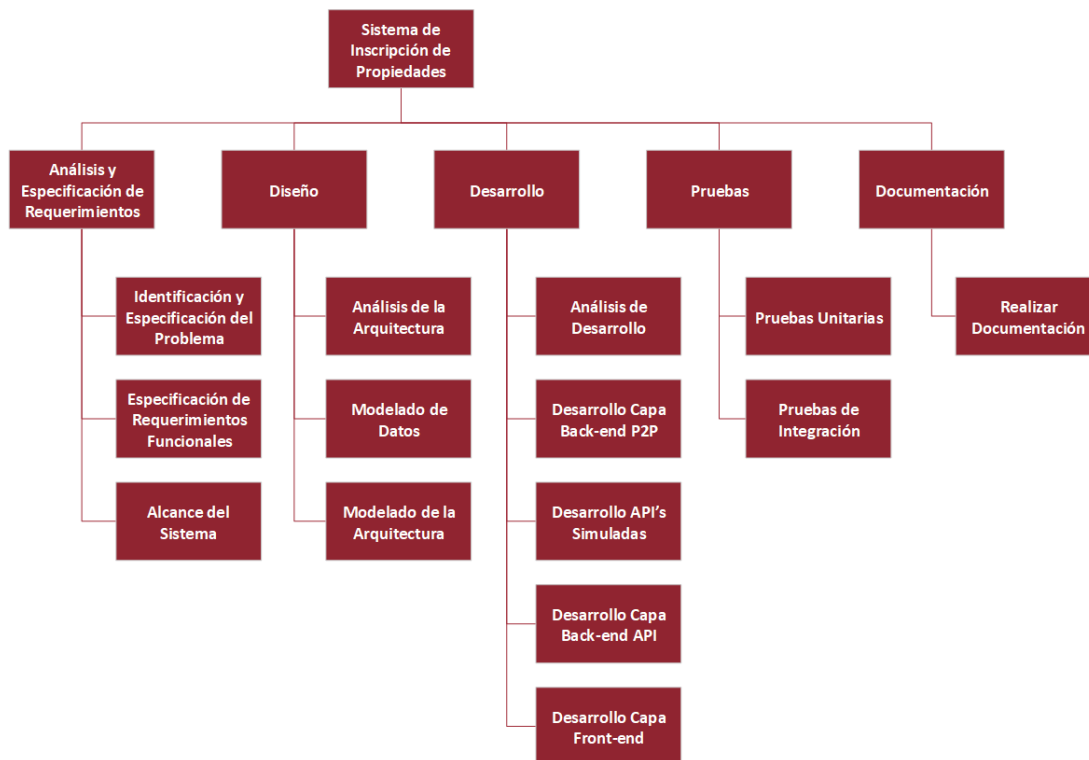 Sistema de
Inscripción de
Propiedades
Análisis y
Especificación de
Requerimientos
Diseño
Desarrollo
Pruebas
Documentación
Identificación y
Especificación del
Problema
Análisis de la
Arquitectura
Análisis de
Desarrollo
Pruebas Unitarias
Realizar
Documentación
Especificación de
Requerimientos
Funcionales
Modelado de
Datos
Desarrollo Capa
Back-end P2P
Pruebas de
Integración
Alcance del
Sistema
Modelado de la
Arquitectura
Desarrollo API’s
Simuladas
Desarrollo Capa
Back-end API
Desarrollo Capa
Front-end